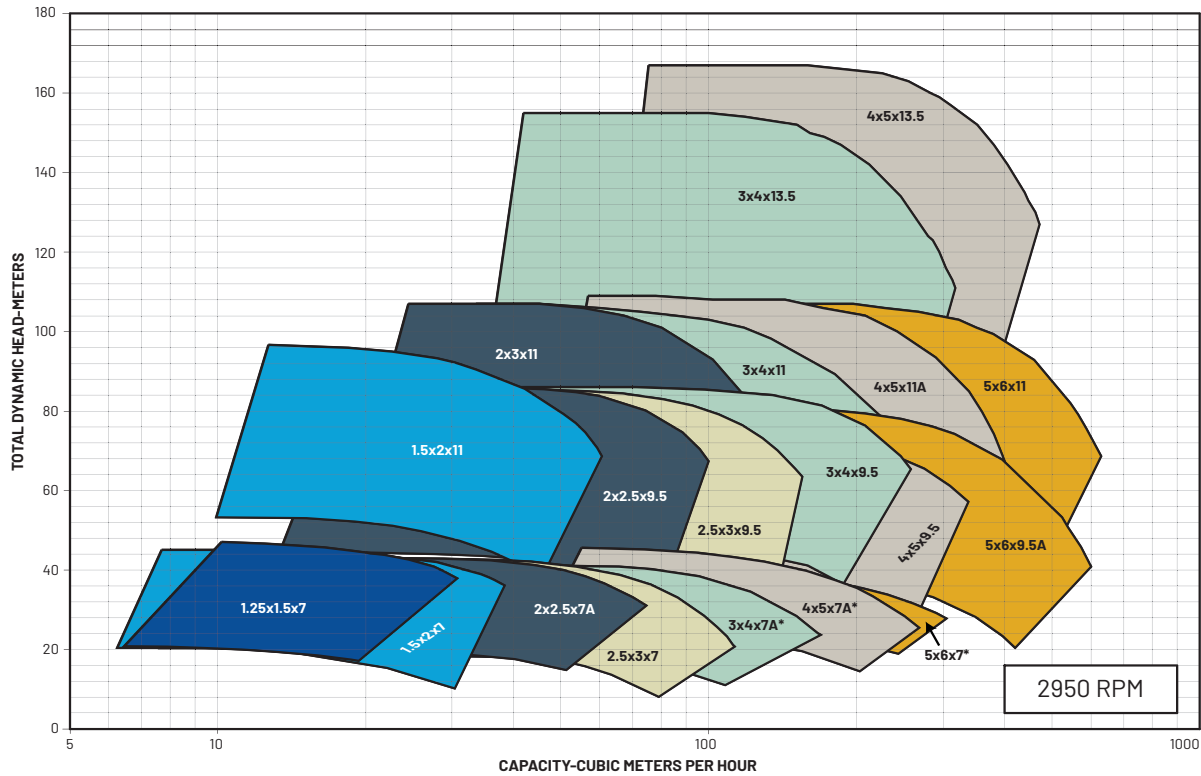 180
160
140
120
100
80
60
40
20
0
TOTAL DYNAMIC HEAD-METERS
4x5x13.5
3x4x13.5
2x3x11
3x4x11
4x5x11A
5x6x11
1.5x2x11
2x2.5x9.5
2.5x3x9.5
3x4x9.5
4x5x9.5
5x6x9.5A
1.25x1.5x7
1.5x2x7
2x2.5x7A
2.5x3x7
3x4x7A*
4x5x7A*
5x6x7*
2950 RPM
5
10
100
1000
CAPACITY-CUBIC METERS PER HOUR